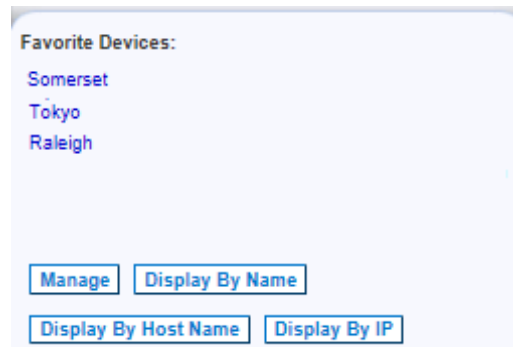 Favorite Devices:
Somerset
Tokyo
Raleigh
Manage Display By Name
Display By Host Name Display By IP